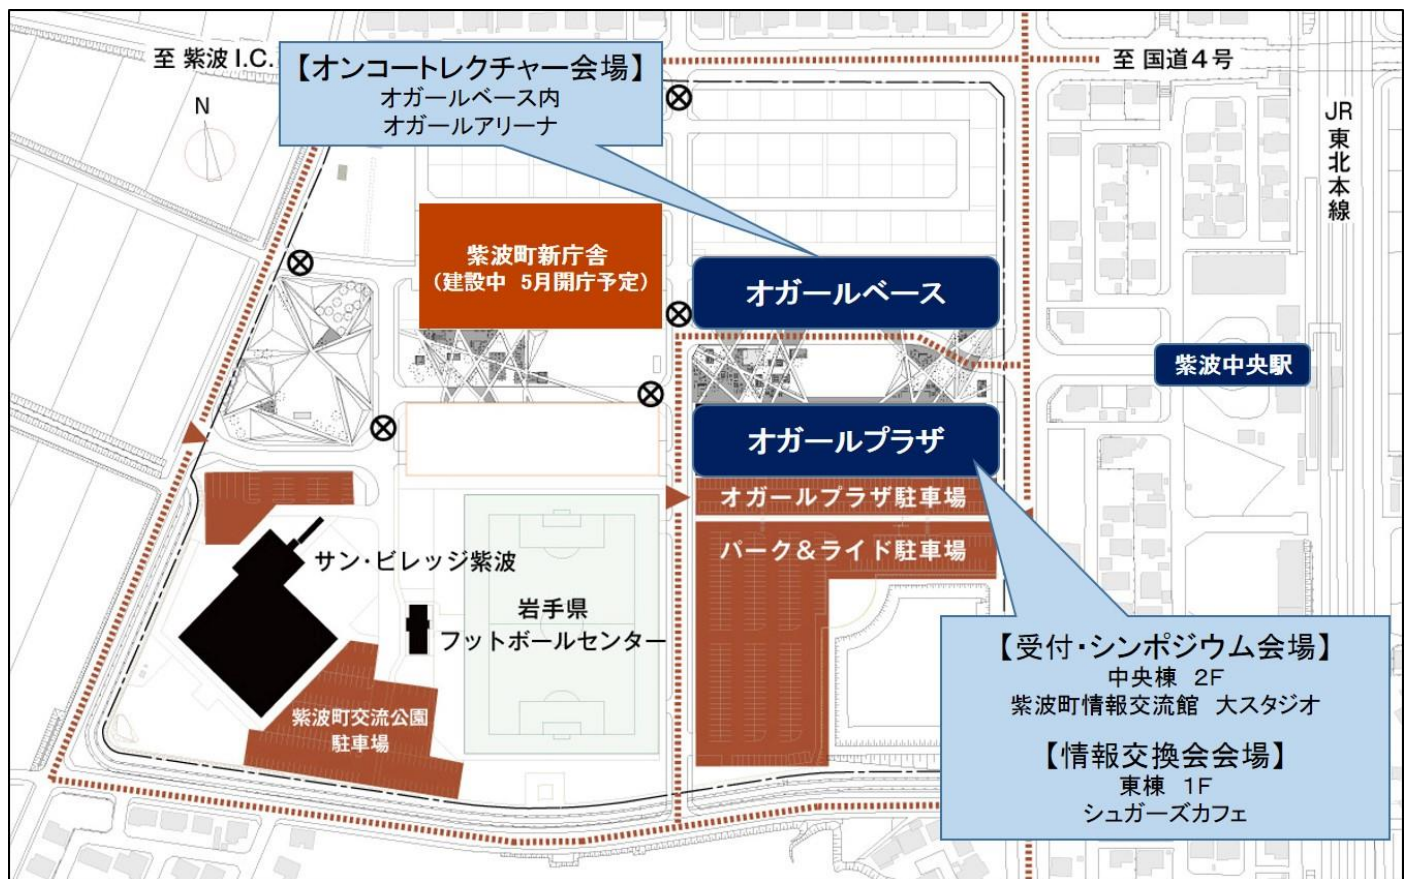 至 紫波 I.C.
【オンコートレクチャー会場】
オガールベース内
オガールアリーナ
至 国道４号
N
JR
東北本線
紫波町新庁舎
(建設中 5月開庁予定)
オガールベース
紫波中央駅
オガールプラザ
オガールプラザ駐車場
パーク＆ライド駐車場
サン・ビレッジ紫波
岩手県
フットボールセンター
紫波町交流公園
駐車場
【受付・シンポジウム会場】
中央棟 2F
紫波町情報交流館 大スタジオ
【情報交換会会場】
東棟 1F
シュガーズカフェ